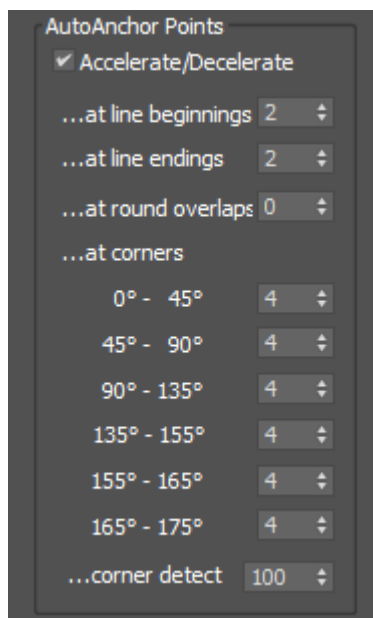 AutoAnchor Points
Accelerate/Decelerate
...at line beginnings 2
...at line endings 2
...at round overlaps 0
...at corners
0° - 45° 4
45° - 90° 4
90° - 135° 4
135° - 155° 4
155° - 165° 4
165° - 175° 4
...corner detect 100